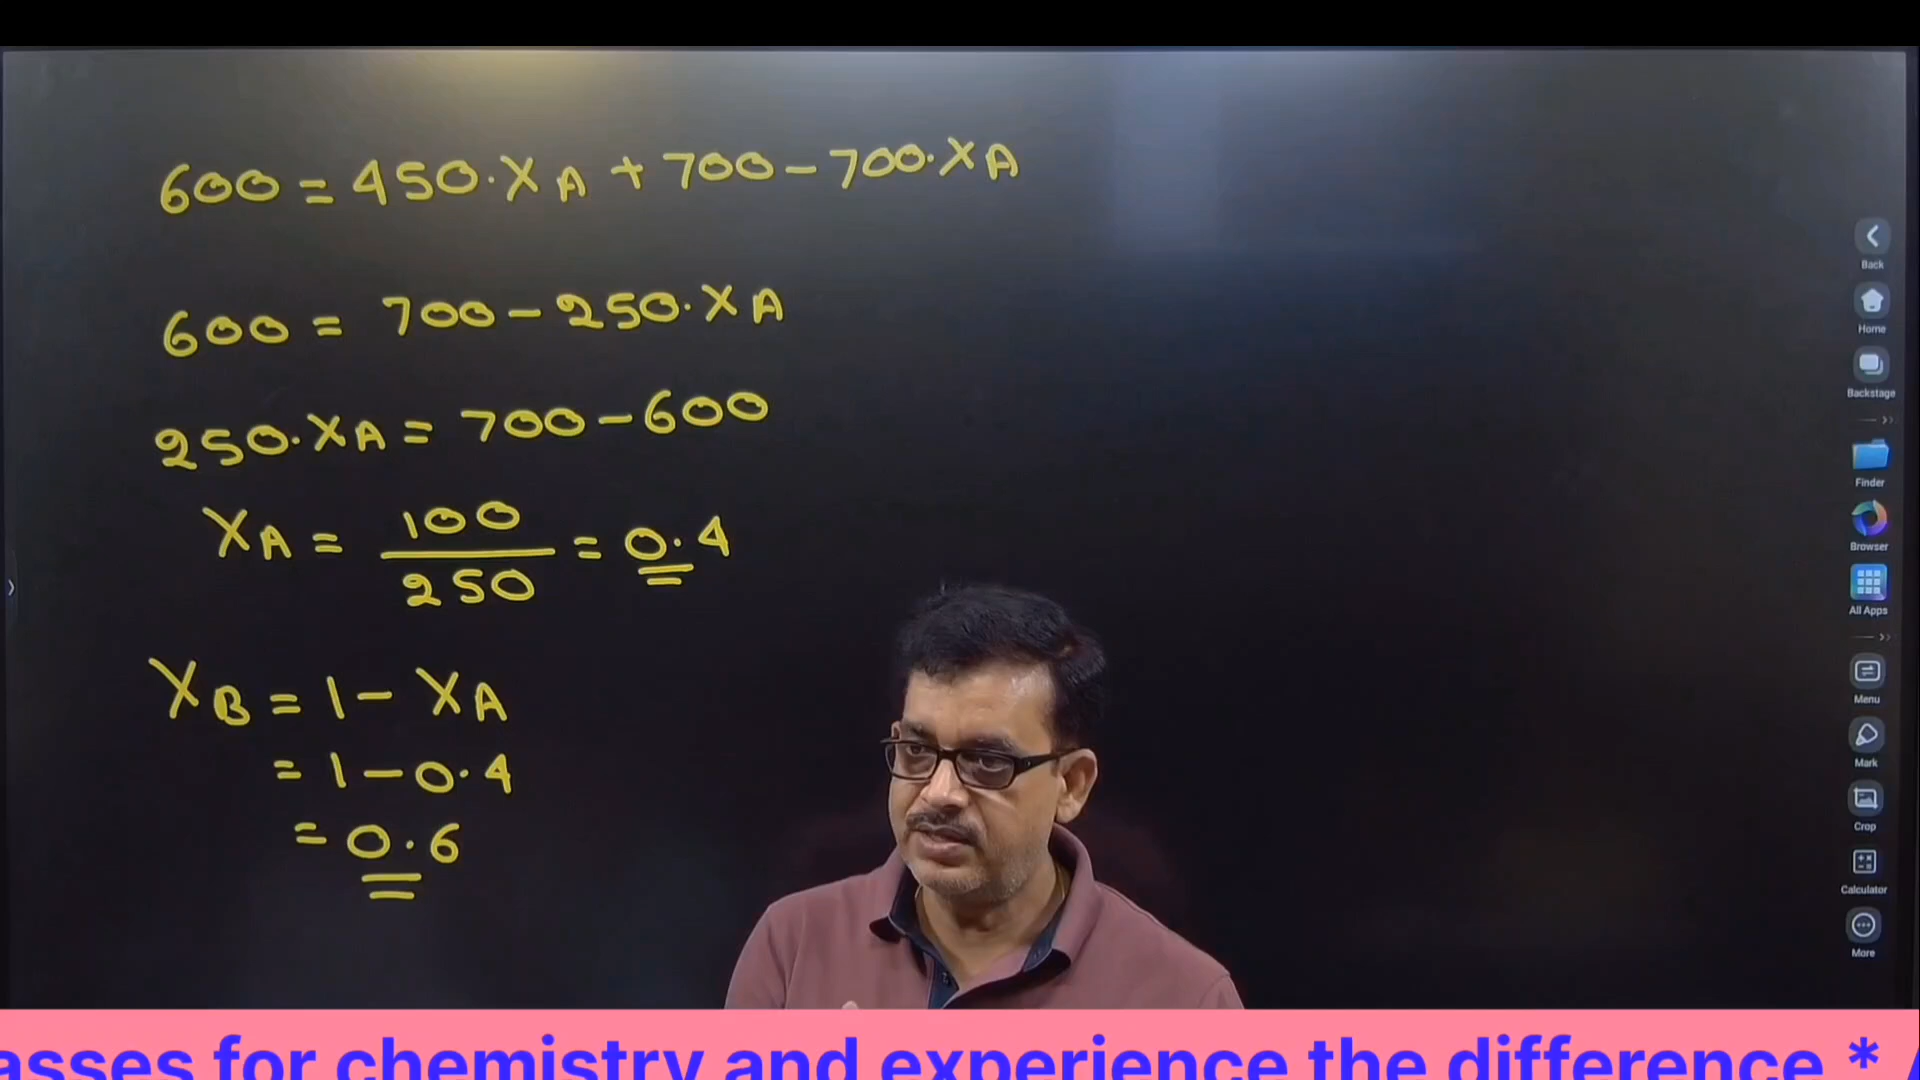 600 = 450·XA + 700 – 700·XA
600 = 700 – 250·XA
250·XA = 700 – 600
XA = 100/250 = 0.4
XB = 1 – XA
= 1 – 0.4
= 0.6
Back
Home
Backstage
Finder
Browser
All Apps
Menu
Mark
Crop
Calculator
More
asses for chemistry and experience the difference *